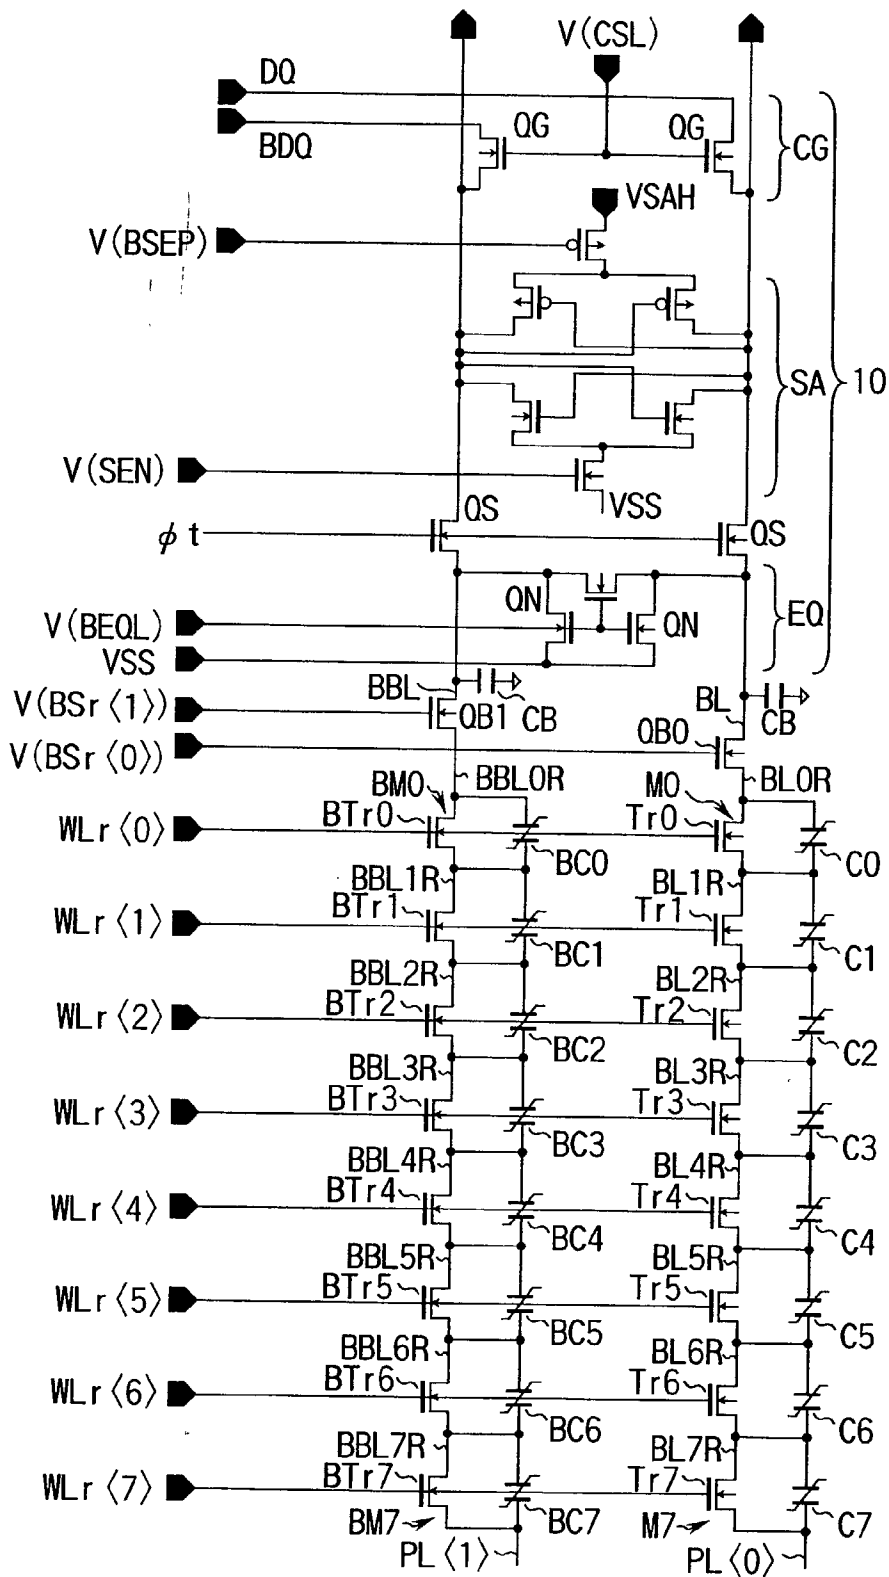 V(CSL)
DQ
BDQ
QG
QG
CG
VSAH
V(BSEP)
SA
10
V(SEN)
VSS
QS
φt
QS
QN
EQ
V(BEQL)
QN
VSS
BBL
BL
V(BSr⟨1⟩)
QB1
CB
CB
V(BSr⟨0⟩)
QB0
BM0
BBL0R
M0
BL0R
WLr⟨0⟩
BTr0
Tr0
BC0
C0
BBL1R
BL1R
WLr⟨1⟩
BTr1
Tr1
BC1
C1
BBL2R
BL2R
WLr⟨2⟩
BTr2
Tr2
BC2
C2
BBL3R
BL3R
WLr⟨3⟩
BTr3
Tr3
BC3
C3
BBL4R
BL4R
WLr⟨4⟩
BTr4
Tr4
BC4
C4
BBL5R
BL5R
WLr⟨5⟩
BTr5
Tr5
BC5
C5
BBL6R
BL6R
WLr⟨6⟩
BTr6
Tr6
BC6
C6
BBL7R
BL7R
WLr⟨7⟩
BTr7
Tr7
BM7
BC7
M7
C7
PL⟨1⟩
PL⟨0⟩